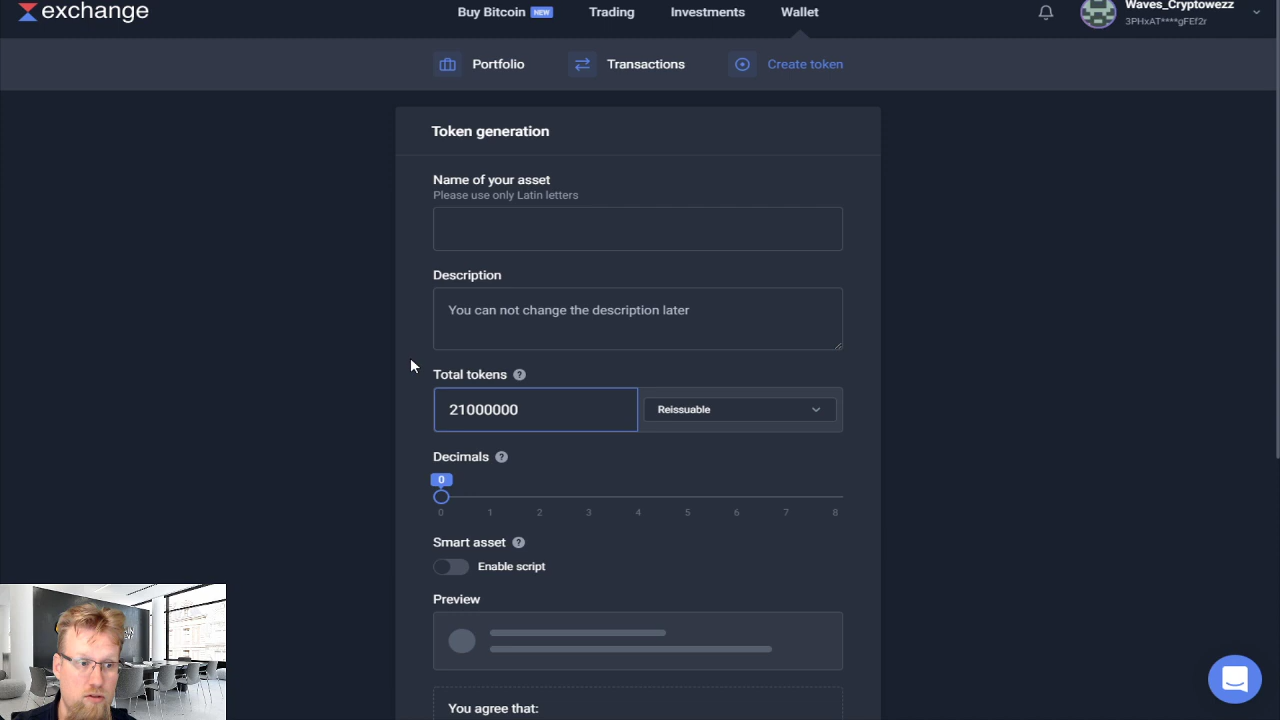 exchange
Buy Bitcoin NEW
Trading
Investments
Wallet
Waves_Cryptowezz
3PHxAT****gFEf2r
Portfolio
Transactions
Create token
Token generation
Name of your asset
Please use only Latin letters
Description
You can not change the description later
Total tokens ?
21000000
Reissuable
Decimals ?
0
0 1 2 3 4 5 6 7 8
Smart asset ?
Enable script
Preview
You agree that: